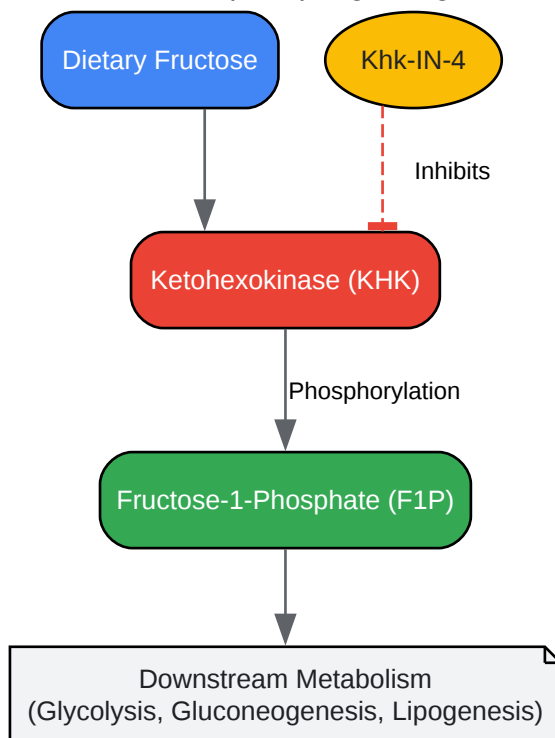 Dietary Fructose
Khk-IN-4
Inhibits
Ketohexokinase (KHK)
Phosphorylation
Fructose-1-Phosphate (F1P)
Downstream Metabolism
(Glycolysis, Gluconeogenesis, Lipogenesis)